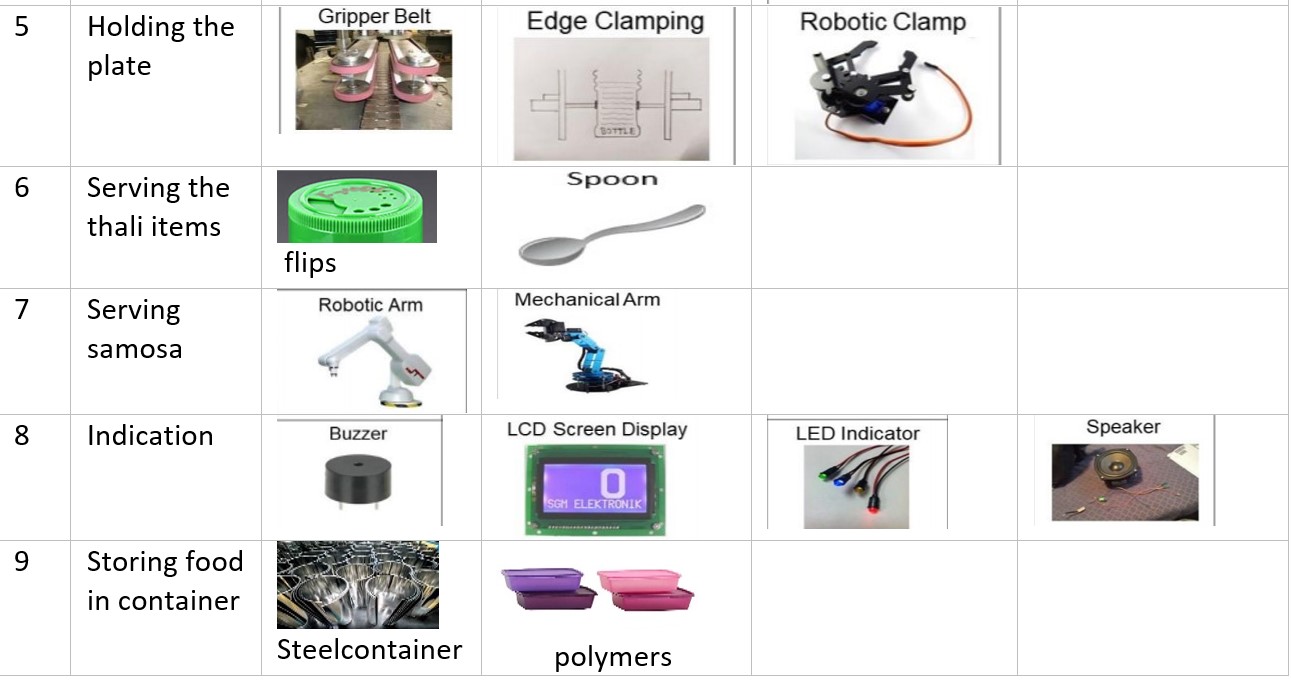 5
Holding the
plate
Gripper Belt
Edge Clamping
BOTTLE
Robotic Clamp
6
Serving the
thali items
flips
Spoon
7
Serving
samosa
Robotic Arm
Mechanical Arm
8
Indication
Buzzer
LCD Screen Display
0
SGM ELEKTRONIK
LED Indicator
Speaker
9
Storing food
in container
Steelcontainer
polymers